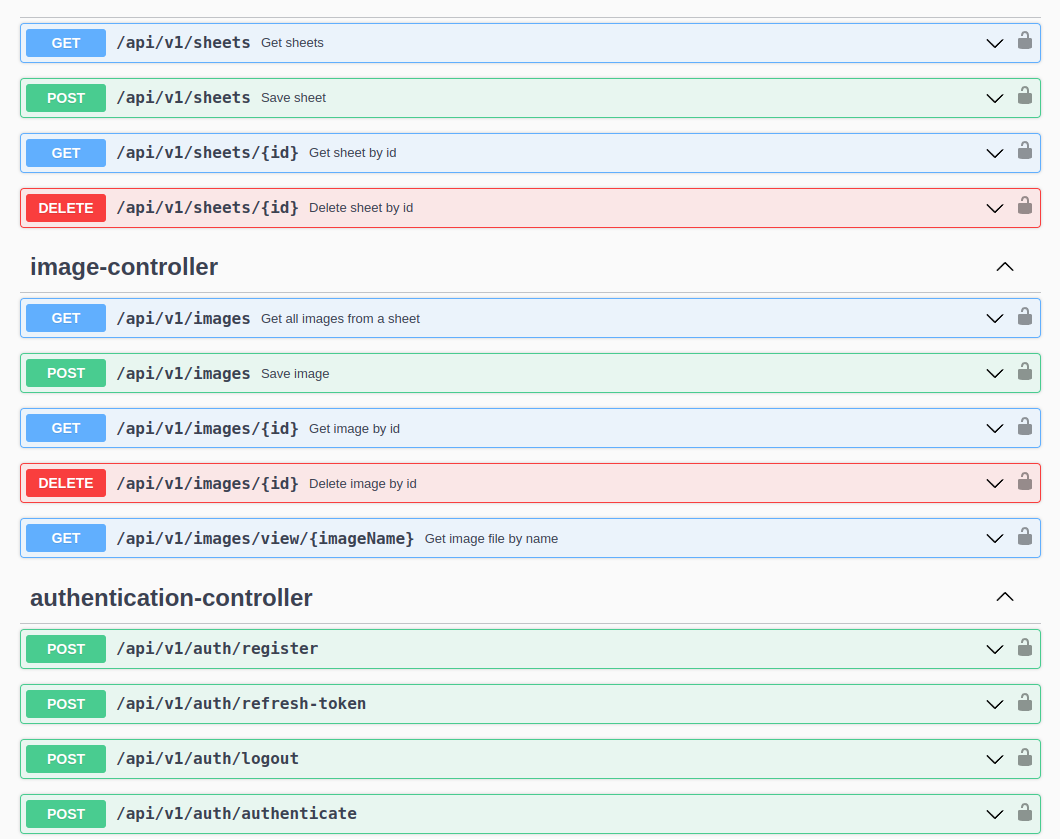 GET /api/v1/sheets Get sheets
POST /api/v1/sheets Save sheet
GET /api/v1/sheets/{id} Get sheet by id
DELETE /api/v1/sheets/{id} Delete sheet by id
image-controller
GET /api/v1/images Get all images from a sheet
POST /api/v1/images Save image
GET /api/v1/images/{id} Get image by id
DELETE /api/v1/images/{id} Delete image by id
GET /api/v1/images/view/{imageName} Get image file by name
authentication-controller
POST /api/v1/auth/register
POST /api/v1/auth/refresh-token
POST /api/v1/auth/logout
POST /api/v1/auth/authenticate